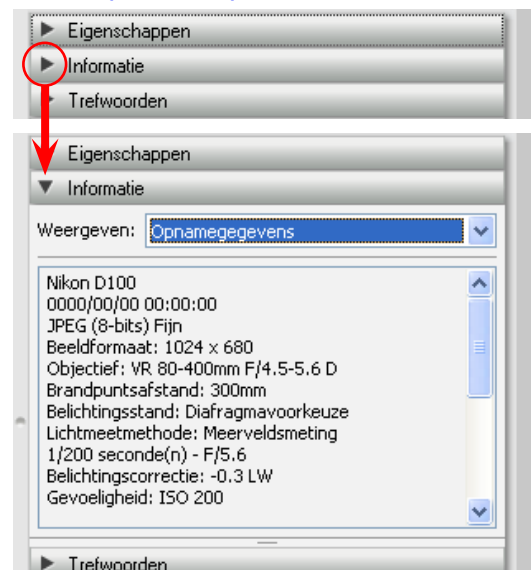 Eigenschappen
Informatie
Trefwoorden
Eigenschappen
Informatie
Weergeven: Opnamegegevens
Nikon D100
0000/00/00 00:00:00
JPEG (8-bits) Fijn
Beeldformaat: 1024 x 680
Objectief: VR 80-400mm F/4.5-5.6 D
Brandpuntsafstand: 300mm
Belichtingsstand: Diafragmavoorkeuze
Lichtmeetmethode: Meerveldsmeting
1/200 seconde(n) - F/5.6
Belichtingscorrectie: -0.3 LW
Gevoeligheid: ISO 200
Trefwoorden